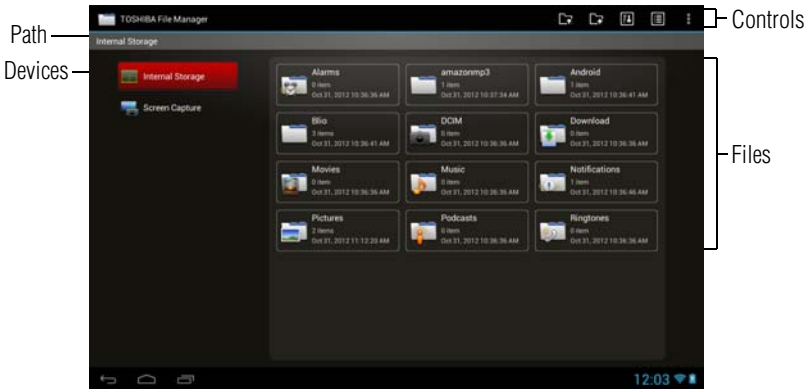 TOSHIBA File Manager
Controls
Path
Internal Storage
Devices
Internal Storage
Screen Capture
Alarms
0 item
Oct 31, 2012 10:36:36 AM
amazonmp3
1 item
Oct 31, 2012 10:37:34 AM
Android
1 item
Oct 31, 2012 10:36:41 AM
Blio
3 items
Oct 31, 2012 10:36:41 AM
DCIM
0 item
Oct 31, 2012 10:36:36 AM
Download
0 item
Oct 31, 2012 10:36:36 AM
Files
Movies
0 item
Oct 31, 2012 10:36:36 AM
Music
0 item
Oct 31, 2012 10:36:36 AM
Notifications
1 item
Oct 31, 2012 10:36:46 AM
Pictures
2 items
Oct 31, 2012 11:12:20 AM
Podcasts
0 item
Oct 31, 2012 10:36:36 AM
Ringtones
0 item
Oct 31, 2012 10:36:36 AM
12:03